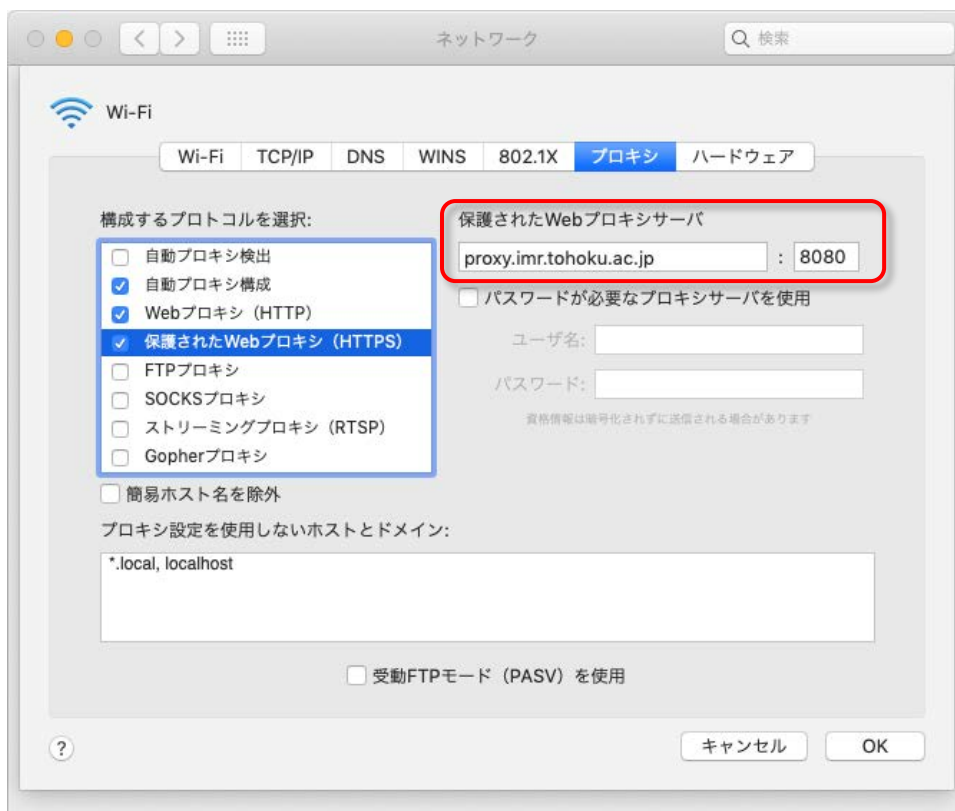 ネットワーク
検索
Wi-Fi
Wi-Fi TCP/IP DNS WINS 802.1X プロキシ ハードウェア
構成するプロトコルを選択:
自動プロキシ検出
自動プロキシ構成
Webプロキシ（HTTP）
保護されたWebプロキシ（HTTPS）
FTPプロキシ
SOCKSプロキシ
ストリーミングプロキシ（RTSP）
Gopherプロキシ
保護されたWebプロキシサーバ
proxy.imr.tohoku.ac.jp : 8080
パスワードが必要なプロキシサーバを使用
ユーザ名:
パスワード:
資格情報は暗号化されずに送信される場合があります
簡易ホスト名を除外
プロキシ設定を使用しないホストとドメイン:
*.local, localhost
受動FTPモード（PASV）を使用
? キャンセル OK